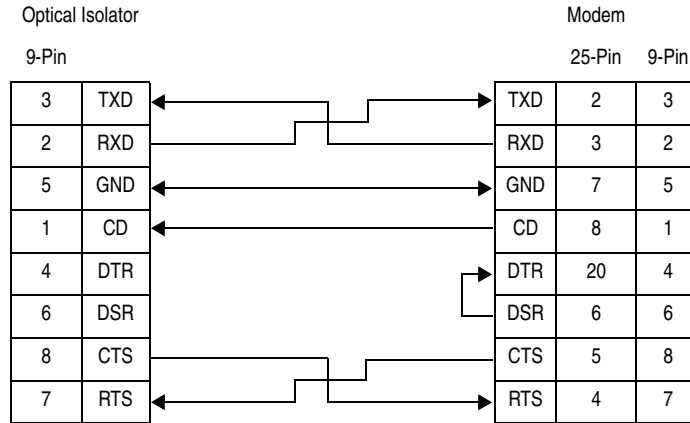 Optical Isolator Modem
9-Pin 25-Pin 9-Pin
3 TXD TXD 2 3
2 RXD RXD 3 2
5 GND GND 7 5
1 CD CD 8 1
4 DTR DTR 20 4
6 DSR DSR 6 6
8 CTS CTS 5 8
7 RTS RTS 4 7